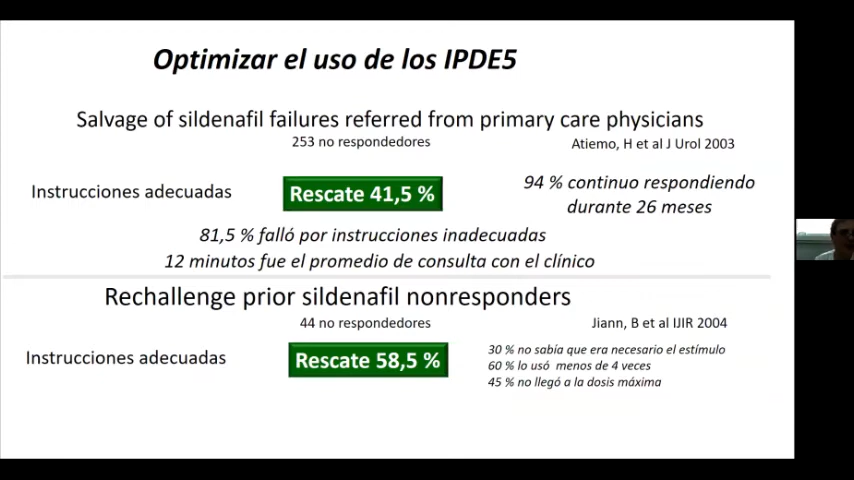 Optimizar el uso de los IPDE5
Salvage of sildenafil failures referred from primary care physicians
253 no respondedores
Atiemo, H et al J Urol 2003
Instrucciones adecuadas
Rescate 41,5 %
94 % continuo respondiendo
durante 26 meses
81,5 % falló por instrucciones inadecuadas
12 minutos fue el promedio de consulta con el clínico
Rechallenge prior sildenafil nonresponders
44 no respondedores
Jiann, B et al IJIR 2004
Instrucciones adecuadas
Rescate 58,5 %
30 % no sabía que era necesario el estímulo
60 % lo usó menos de 4 veces
45 % no llegó a la dosis máxima